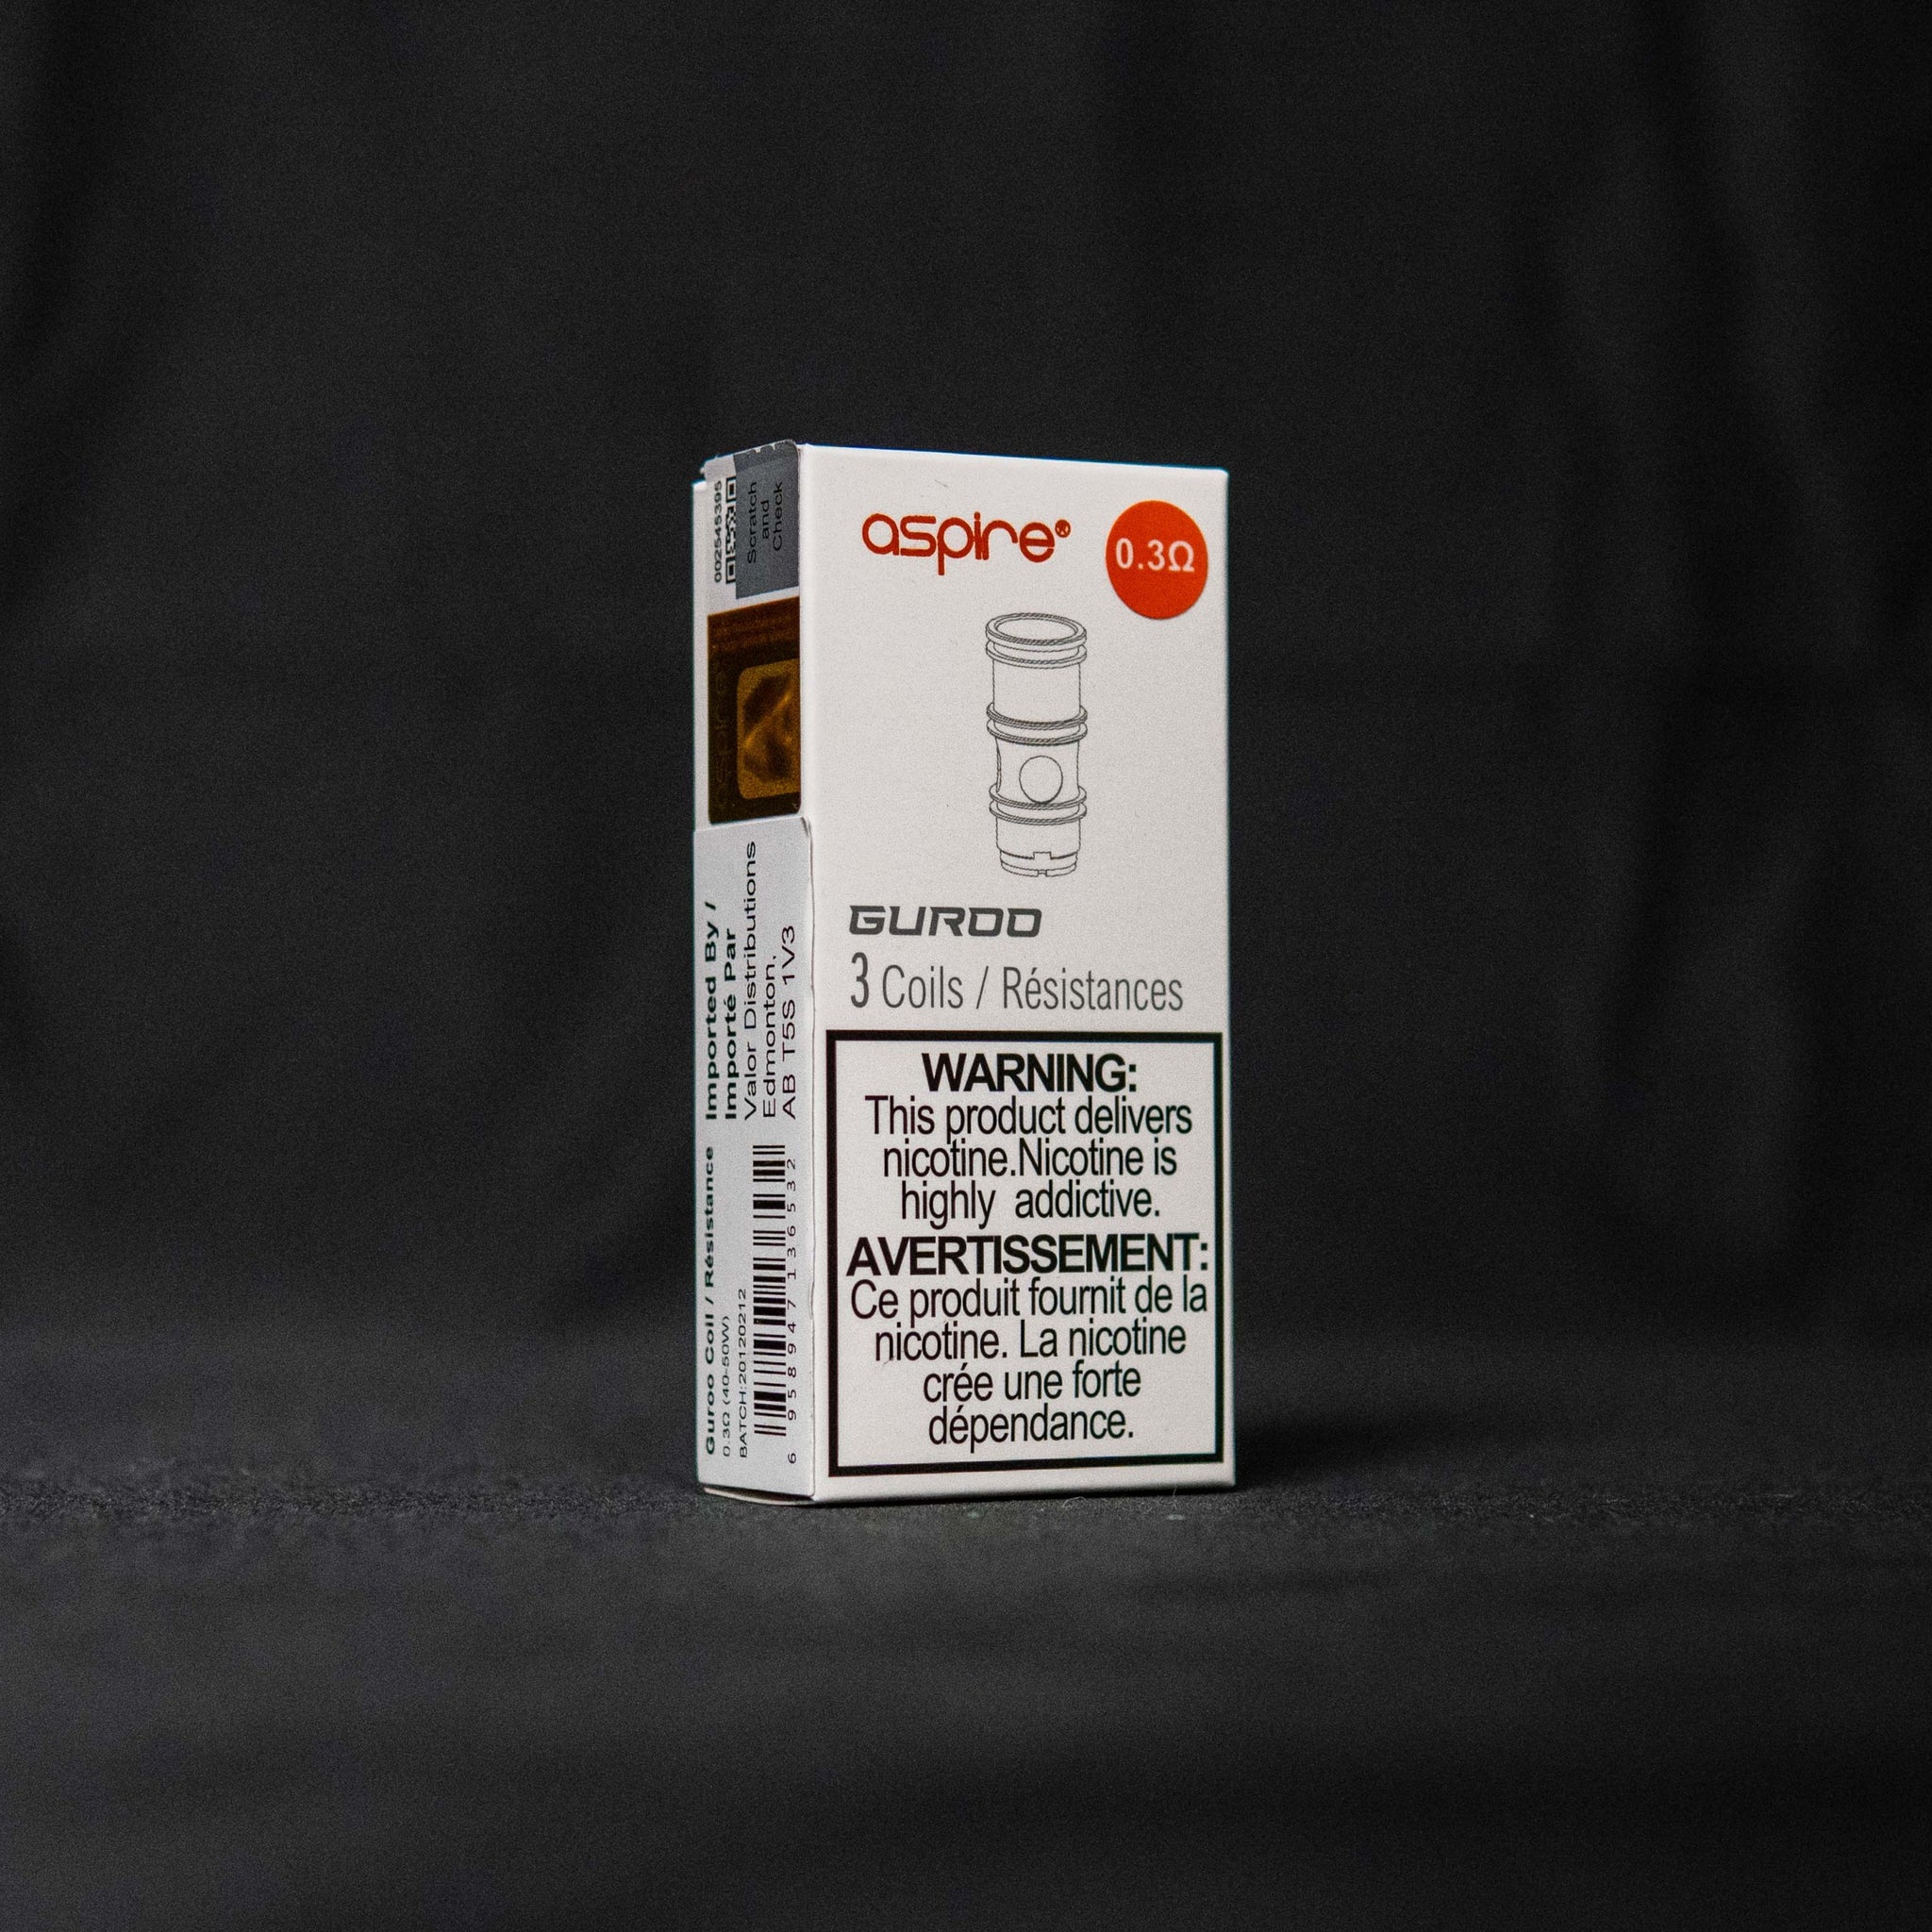 aspire®
0.3Ω
GUROO
3 Coils / Résistances
WARNING:
This product delivers
nicotine.Nicotine is
highly addictive.
AVERTISSEMENT:
Ce produit fournit de la
nicotine. La nicotine
crée une forte
dépendance.
002545395
Scratch
and
Check
Imported By /
Importé Par
Valor Distributions
Edmonton,
AB T5S 1V3
Guroo Coil / Résistance
0.3Ω (40-50W)
BATCH:20120212
6 958947 136532